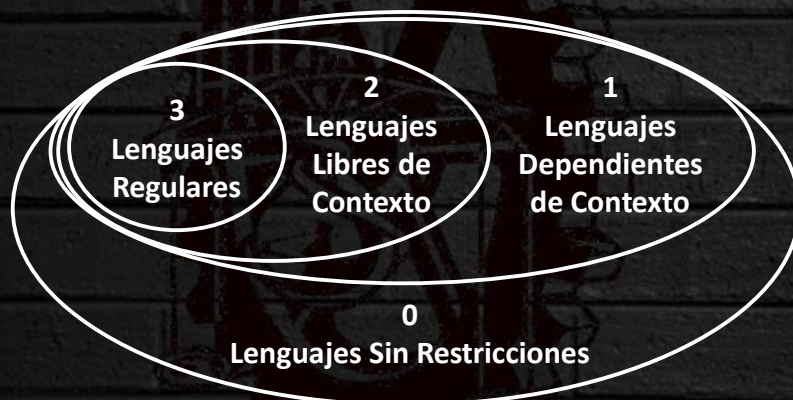 3
Lenguajes
Regulares
2
Lenguajes
Libres de
Contexto
1
Lenguajes
Dependientes
de Contexto
0
Lenguajes Sin Restricciones